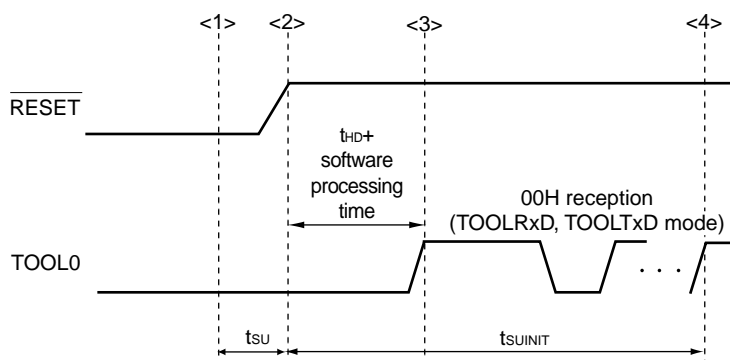 <1> <2> <3> <4>
RESET
tHD+
software
processing
time
00H reception
(TOOLRxD, TOOLTxD mode)
TOOL0
. . .
tSU
tSUINIT